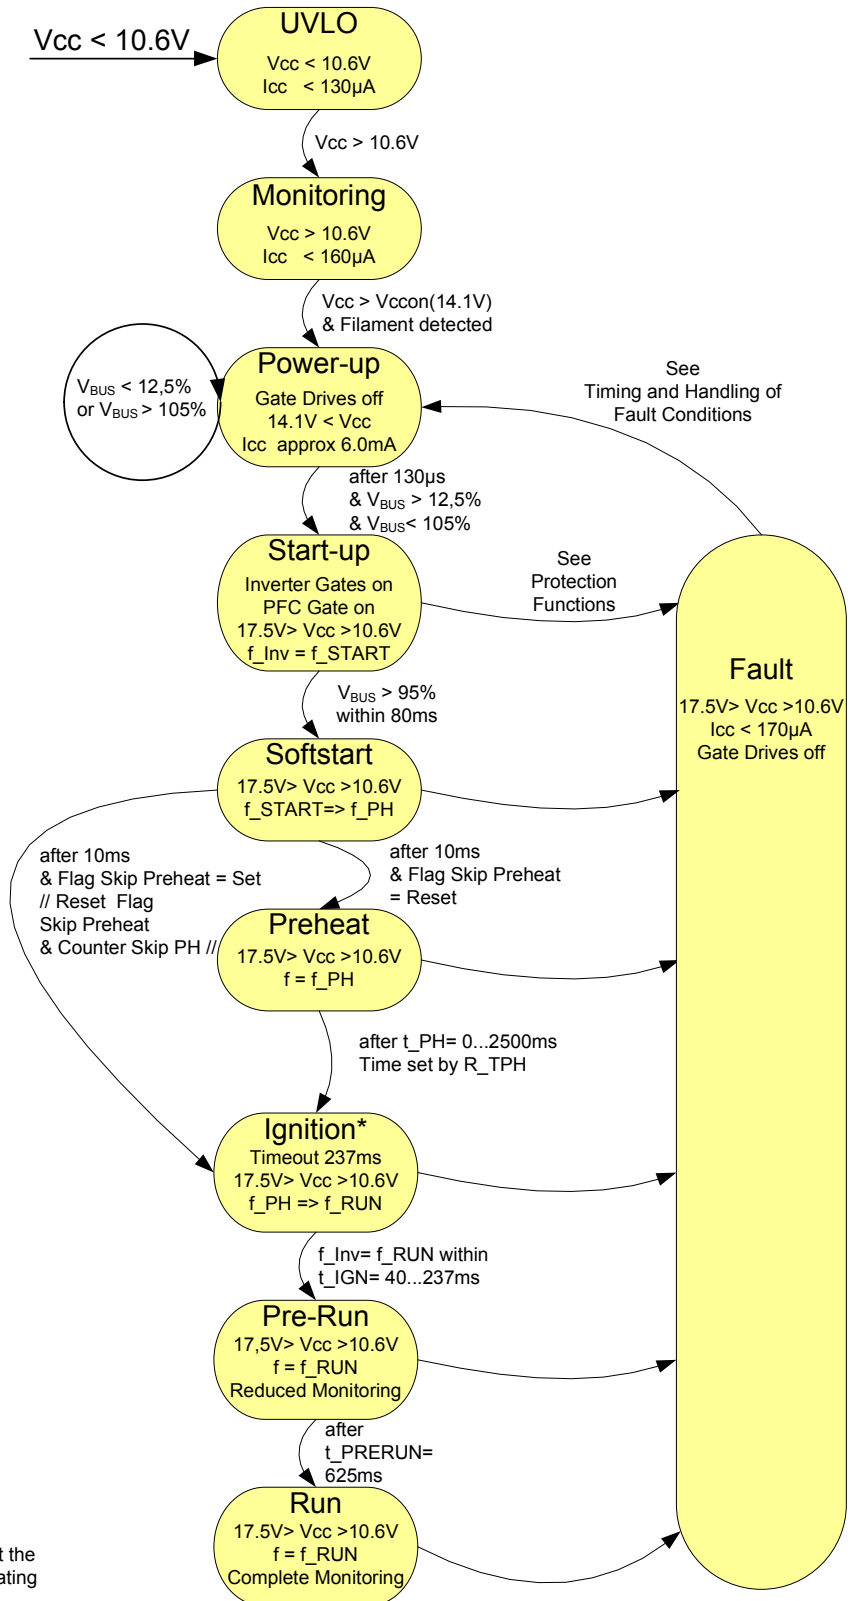 Vcc < 10.6V
UVLO
Vcc < 10.6V
Icc < 130µA
Vcc > 10.6V
Monitoring
Vcc > 10.6V
Icc < 160µA
Vcc > Vccon(14.1V)
& Filament detected
Power-up
Gate Drives off
14.1V < Vcc
Icc approx 6.0mA
VBUS < 12,5%
or VBUS > 105%
See
Timing and Handling of
Fault Conditions
after 130µs
& VBUS > 12,5%
& VBUS< 105%
Start-up
Inverter Gates on
PFC Gate on
17.5V> Vcc >10.6V
f_Inv = f_START
See
Protection
Functions
Fault
17.5V> Vcc >10.6V
Icc < 170µA
Gate Drives off
VBUS > 95%
within 80ms
Softstart
17.5V> Vcc >10.6V
f_START=> f_PH
after 10ms
& Flag Skip Preheat = Set
// Reset Flag
Skip Preheat
& Counter Skip PH //
after 10ms
& Flag Skip Preheat
= Reset
Preheat
17.5V> Vcc >10.6V
f = f_PH
after t_PH= 0...2500ms
Time set by R_TPH
Ignition*
Timeout 237ms
17.5V> Vcc >10.6V
f_PH => f_RUN
f_Inv= f_RUN within
t_IGN= 40...237ms
Pre-Run
17,5V> Vcc >10.6V
f = f_RUN
Reduced Monitoring
after
t_PRERUN=
625ms
Run
17.5V> Vcc >10.6V
f = f_RUN
Complete Monitoring
t the
ating